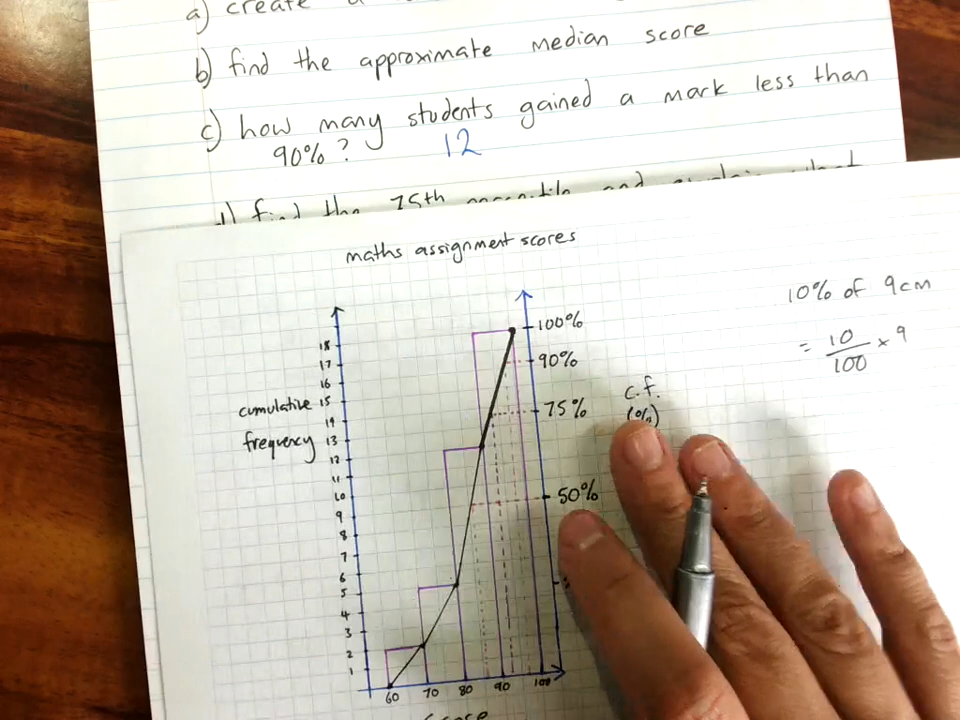 a) create a
b) find the approximate median score
c) how many students gained a mark less than
90% ? 12
maths assignment scores
10% of 9cm
= 10/100 × 9
100%
90%
75%
50%
c.f.
(%)
cumulative
frequency
18
17
16
15
14
13
12
11
10
9
8
7
6
5
4
3
2
1
60 70 80 90 100